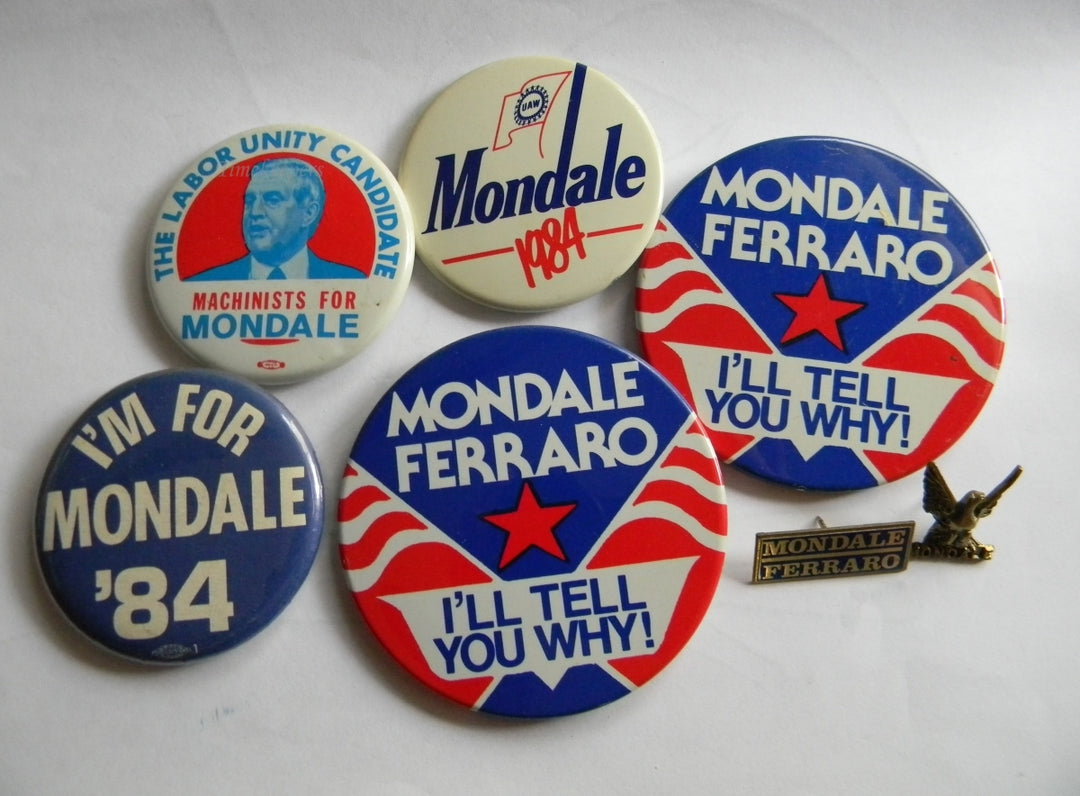 THE LABOR UNITY CANDIDATE
MACHINISTS FOR
MONDALE
UAW
Mondale
1984
MONDALE
FERRARO
I'LL TELL
YOU WHY!
I'M FOR
MONDALE
'84
MONDALE
FERRARO
I'LL TELL
YOU WHY!
MONDALE
FERRARO
MONDALE